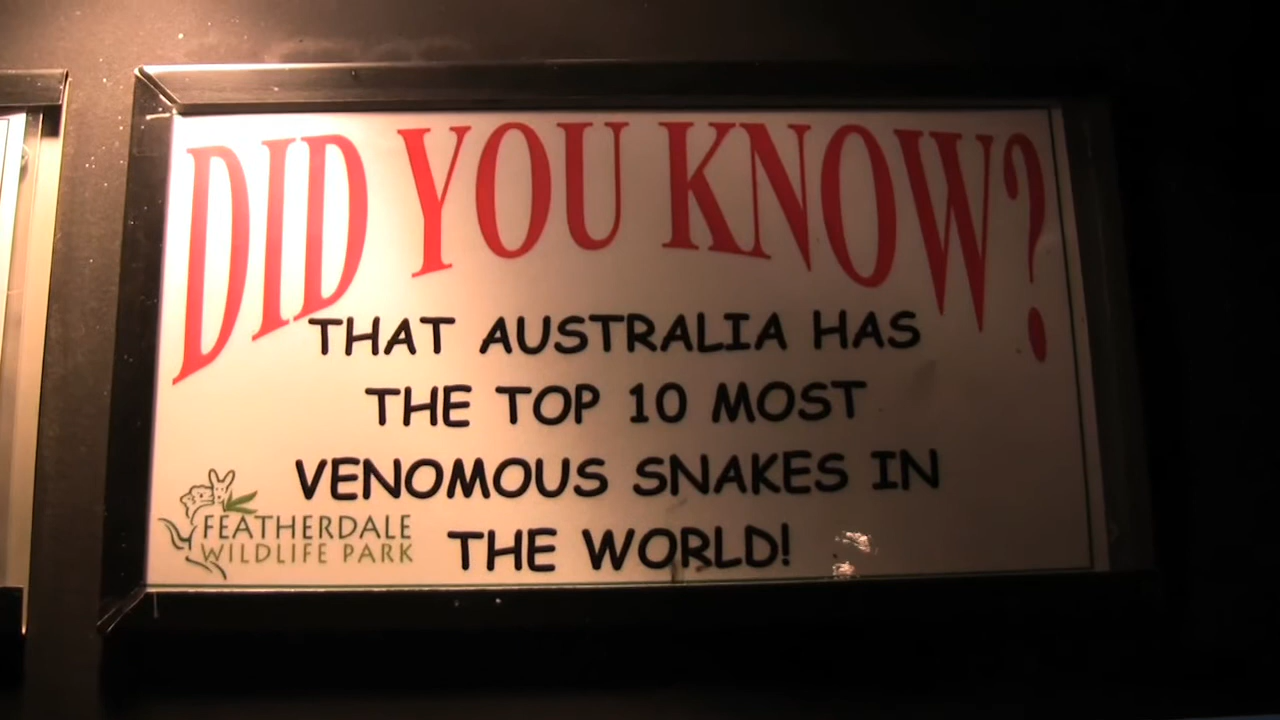 DID YOU KNOW?
THAT AUSTRALIA HAS
THE TOP 10 MOST
VENOMOUS SNAKES IN
THE WORLD!
FEATHERDALE
WILDLIFE PARK